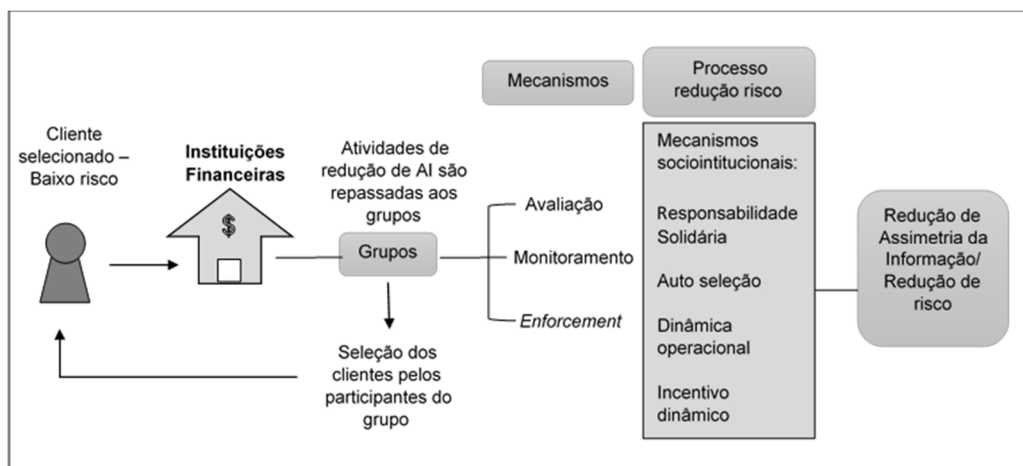 Cliente
selecionado –
Baixo risco
Instituições
Financeiras
$
Atividades de
redução de AI são
repassadas aos
grupos
Grupos
Seleção dos
clientes pelos
participantes do
grupo
Mecanismos
Avaliação
Monitoramento
Enforcement
Processo
redução risco
Mecanismos
sociointitucionais:
Responsabilidade
Solidária
Auto seleção
Dinâmica
operacional
Incentivo
dinâmico
Redução de
Assimetria da
Informação/
Redução de
risco